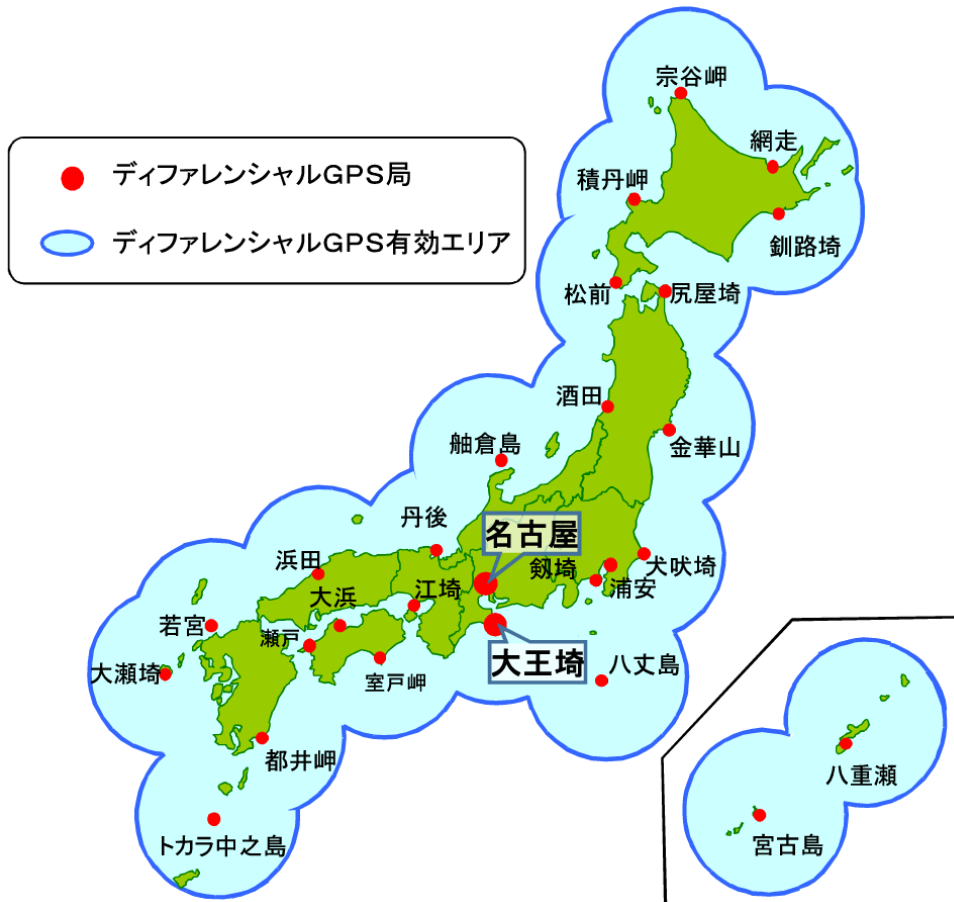 宗谷岬
網走
積丹岬
釧路埼
松前
尻屋埼
ディファレンシャルGPS局
ディファレンシャルGPS有効エリア
酒田
金華山
舳倉島
丹後
名古屋
浜田
大浜
江埼
剱埼
浦安
犬吠埼
若宮
瀬戸
大瀬埼
室戸岬
大王埼
八丈島
都井岬
トカラ中之島
八重瀬
宮古島